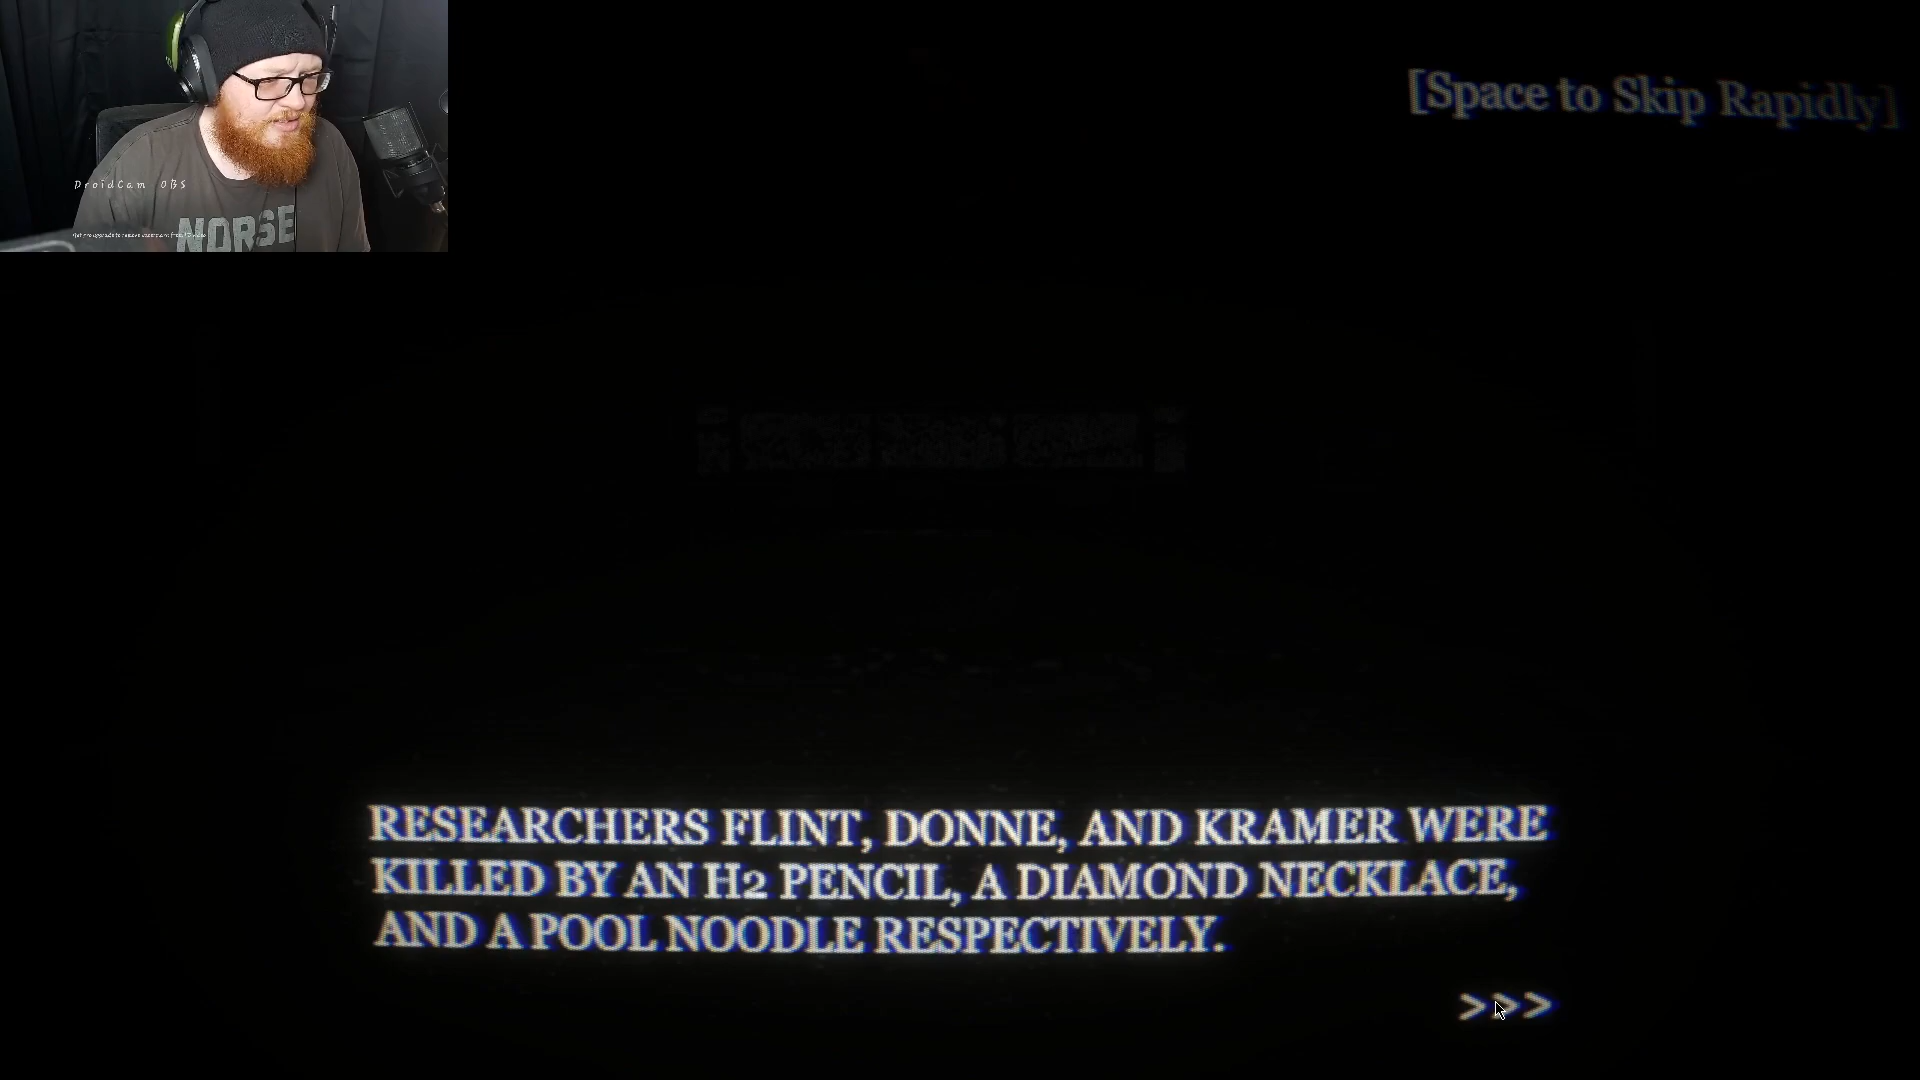 [Space to Skip Rapidly]
DroidCam OBS
NORSE
RESEARCHERS FLINT, DONNE, AND KRAMER WERE
KILLED BY AN H2 PENCIL, A DIAMOND NECKLACE,
AND A POOL NOODLE RESPECTIVELY.
>>>